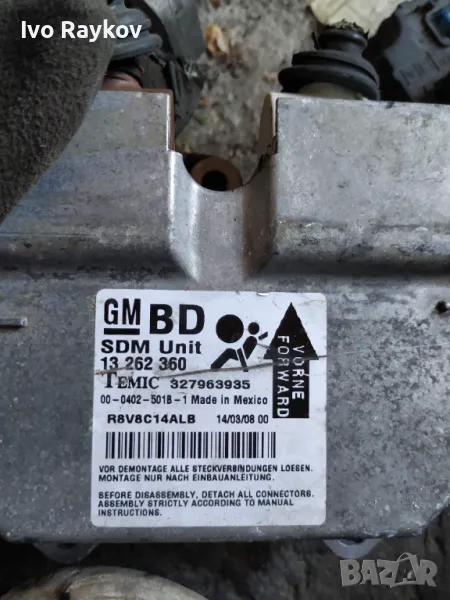 Ivo Raykov
GM BD
SDM Unit
13 262 360
TEMIC 327963935
00-0402-501B-1 Made in Mexico
R8V8C14ALB 14/03/08 00
VORNE
FORWARD
VOR DEMONTAGE ALLE STECKVERBINDUNGEN LOESEN.
MONTAGE NUR NACH EINBAUANLEITUNG.
BEFORE DISASSEMBLY, DETACH ALL CONNECTORS.
ASSEMBLY STRICTLY ACCORDING TO MANUAL
INSTRUCTIONS.
BAZAR